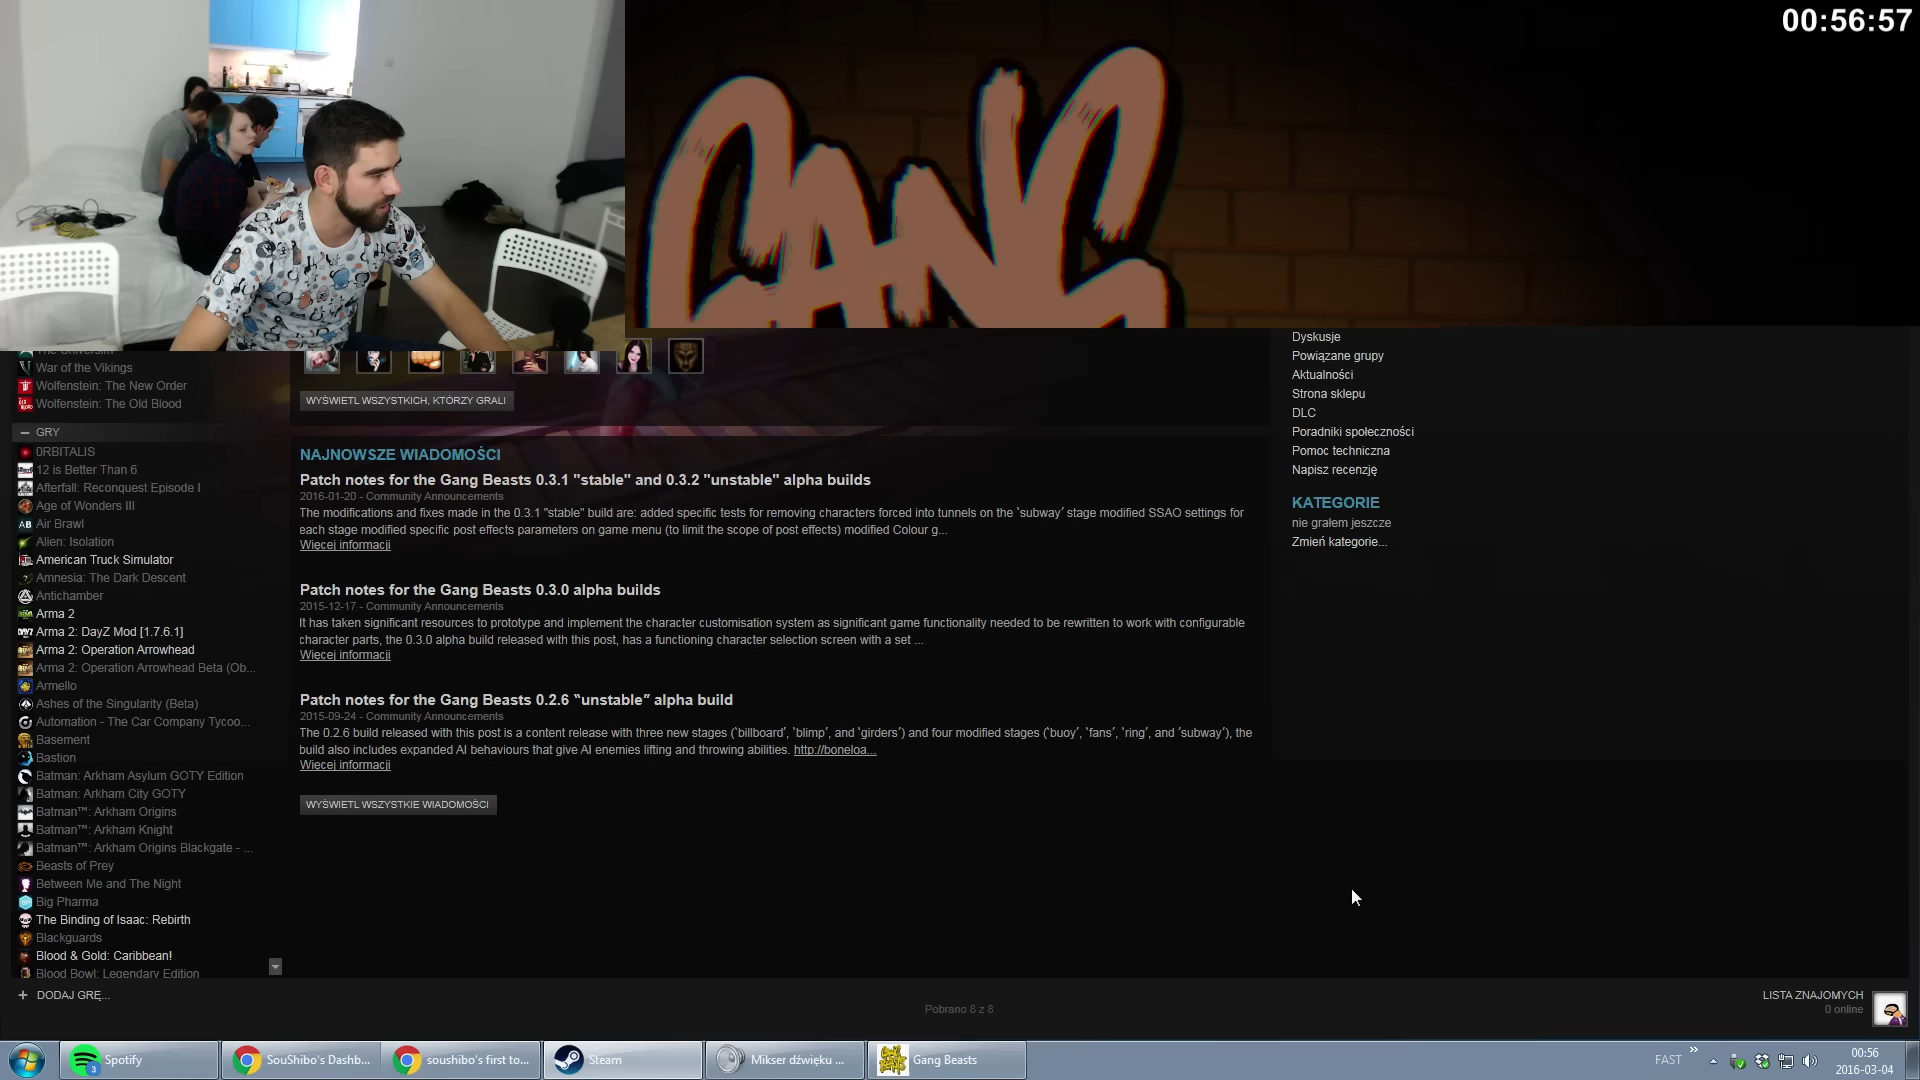 00:56:57
GANG
War of the Vikings
Wolfenstein: The New Order
Wolfenstein: The Old Blood
GRY
0RBITALIS
12 is Better Than 6
Afterfall: Reconquest Episode I
Age of Wonders III
Air Brawl
Alien: Isolation
American Truck Simulator
Amnesia: The Dark Descent
Antichamber
Arma 2
Arma 2: DayZ Mod [1.7.6.1]
Arma 2: Operation Arrowhead
Arma 2: Operation Arrowhead Beta (Ob...
Armello
Ashes of the Singularity (Beta)
Automation - The Car Company Tycoo...
Basement
Bastion
Batman: Arkham Asylum GOTY Edition
Batman: Arkham City GOTY
Batman™: Arkham Origins
Batman™: Arkham Knight
Batman™: Arkham Origins Blackgate - ...
Beasts of Prey
Between Me and The Night
Big Pharma
The Binding of Isaac: Rebirth
Blackguards
Blood & Gold: Caribbean!
Blood Bowl: Legendary Edition
DODAJ GRĘ...
WYŚWIETL WSZYSTKICH, KTÓRZY GRALI
NAJNOWSZE WIADOMOŚCI
Patch notes for the Gang Beasts 0.3.1 "stable" and 0.3.2 "unstable" alpha builds
2016-01-20 - Community Announcements
The modifications and fixes made in the 0.3.1 "stable" build are: added specific tests for removing characters forced into tunnels on the ‛subway’ stage modified SSAO settings for
each stage modified specific post effects parameters on game menu (to limit the scope of post effects) modified Colour g...
Więcej informacji
Patch notes for the Gang Beasts 0.3.0 alpha builds
2015-12-17 - Community Announcements
It has taken significant resources to prototype and implement the character customisation system as significant game functionality needed to be rewritten to work with configurable
character parts, the 0.3.0 alpha build released with this post, has a functioning character selection screen with a set ...
Więcej informacji
Patch notes for the Gang Beasts 0.2.6 ‟unstable” alpha build
2015-09-24 - Community Announcements
The 0.2.6 build released with this post is a content release with three new stages (‛billboard’, ‛blimp’, and ‛girders’) and four modified stages (‛buoy’, ‛fans’, ‛ring’, and ‛subway’), the
build also includes expanded AI behaviours that give AI enemies lifting and throwing abilities. http://boneloa...
Więcej informacji
WYŚWIETL WSZYSTKIE WIADOMOŚCI
Dyskusje
Powiązane grupy
Aktualności
Strona sklepu
DLC
Poradniki społeczności
Pomoc techniczna
Napisz recenzję
KATEGORIE
nie grałem jeszcze
Zmień kategorie...
Pobrano 8 z 8
LISTA ZNAJOMYCH
0 online
Spotify
3
SouShibo's Dashb...
soushibo's first to...
Steam
Mikser dźwięku ...
Gang Beasts
FAST
00:56
2016-03-04